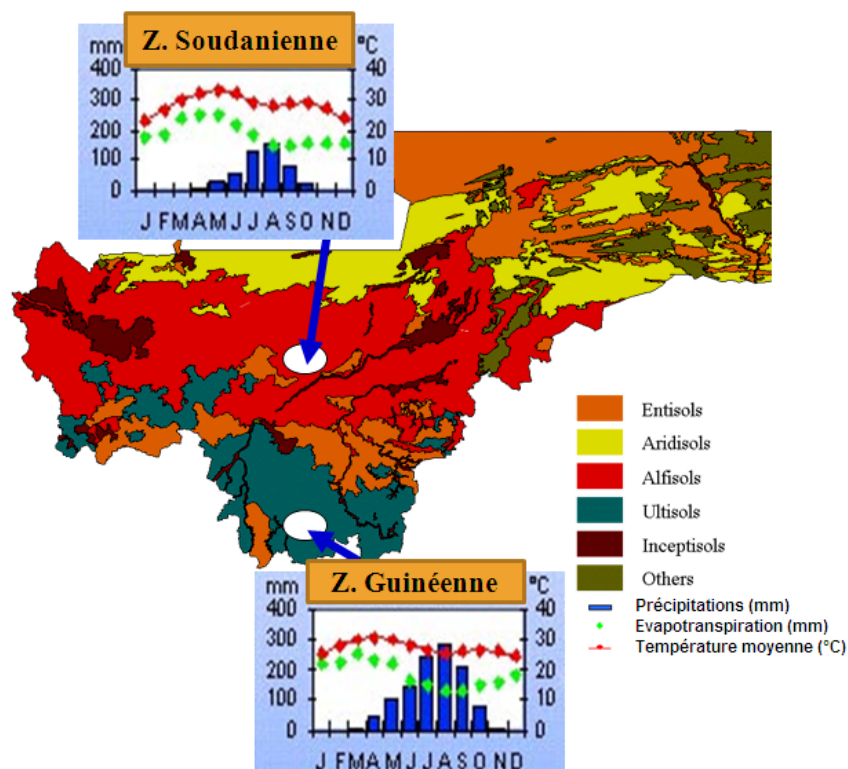 Z. Soudanienne
mm °C
400 40
300 30
200 20
100 10
0 0
J F M A M J J A S O N D
Entisols
Aridisols
Alfisols
Ultisols
Inceptisols
Others
Précipitations (mm)
Evapotranspiration (mm)
Température moyenne (°C)
Z. Guinéenne
mm °C
400 40
300 30
200 20
100 10
0 0
J F M A M J J A S O N D